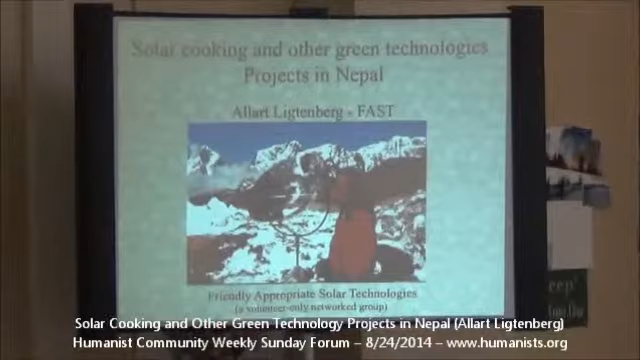 Solar cooking and other green technologies
Projects in Nepal
Allart Ligtenberg - FAST
Friendly Appropriate Solar Technologies
(a volunteer-only networked group)
Solar Cooking and Other Green Technology Projects in Nepal (Allart Ligtenberg)
Humanist Community Weekly Sunday Forum – 8/24/2014 – www.humanists.org